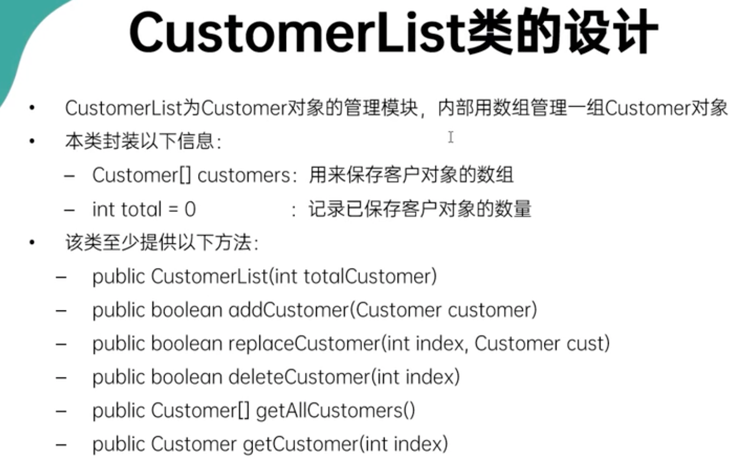 CustomerList类的设计
• CustomerList为Customer对象的管理模块，内部用数组管理一组Customer对象
• 本类封装以下信息：
– Customer[] customers：用来保存客户对象的数组
– int total = 0 ：记录已保存客户对象的数量
• 该类至少提供以下方法：
– public CustomerList(int totalCustomer)
– public boolean addCustomer(Customer customer)
– public boolean replaceCustomer(int index, Customer cust)
– public boolean deleteCustomer(int index)
– public Customer[] getAllCustomers()
– public Customer getCustomer(int index)